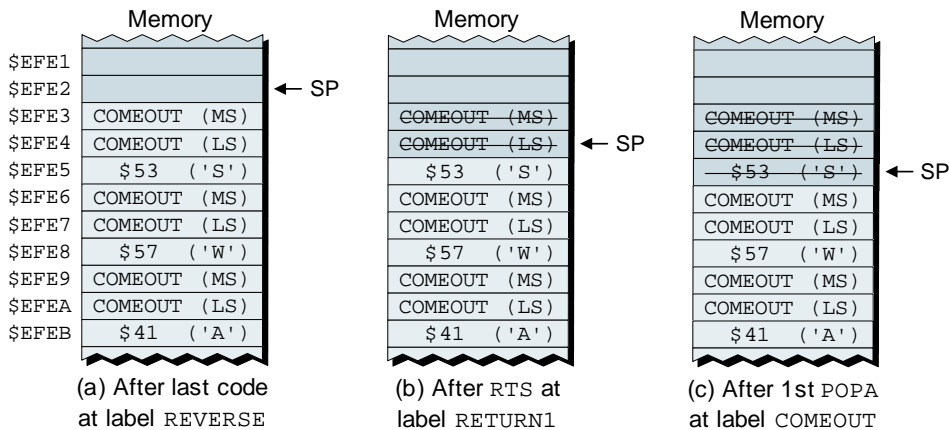 Memory Memory Memory
$EFE1
$EFE2 SP
$EFE3 COMEOUT (MS) COMEOUT (MS) COMEOUT (MS)
$EFE4 COMEOUT (LS) COMEOUT (LS) SP COMEOUT (LS)
$EFE5 $53 ('S') $53 ('S') $53 ('S') SP
$EFE6 COMEOUT (MS) COMEOUT (MS) COMEOUT (MS)
$EFE7 COMEOUT (LS) COMEOUT (LS) COMEOUT (LS)
$EFE8 $57 ('W') $57 ('W') $57 ('W')
$EFE9 COMEOUT (MS) COMEOUT (MS) COMEOUT (MS)
$EFEA COMEOUT (LS) COMEOUT (LS) COMEOUT (LS)
$EFEB $41 ('A') $41 ('A') $41 ('A')
(a) After last code (b) After RTS at (c) After 1st POPA
at label REVERSE label RETURN1 at label COMEOUT